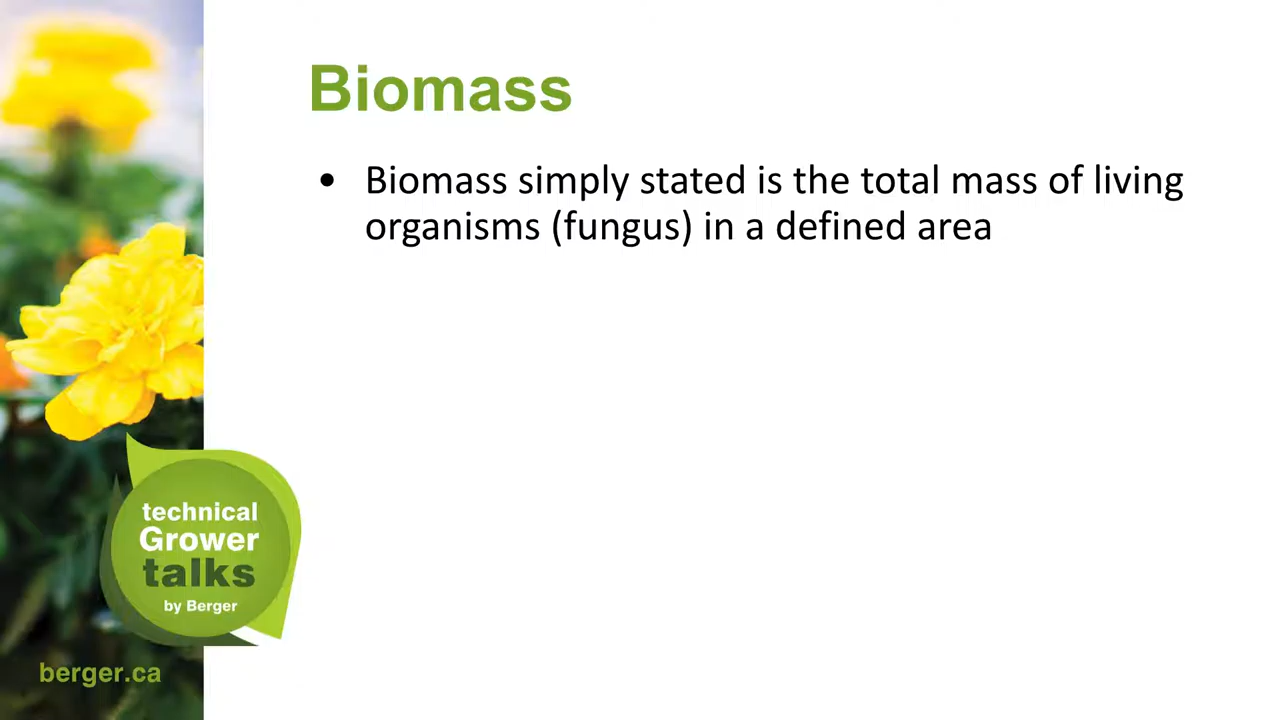 Biomass
• Biomass simply stated is the total mass of living
organisms (fungus) in a defined area
technical
Grower
talks
by Berger
berger.ca